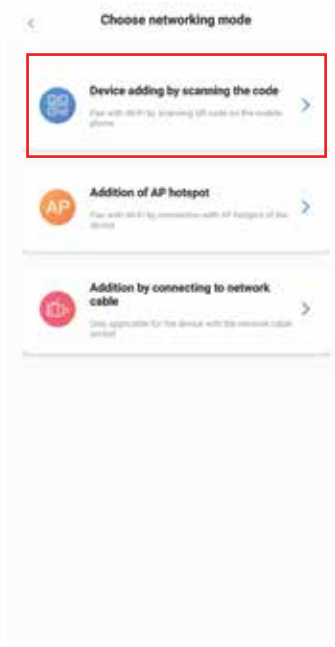 Choose networking mode
Device adding by scanning the code
Pair with Wi-Fi by scanning QR code on the mobile
phone
AP
Addition of AP hotspot
Pair with Wi-Fi by connection with AP hotspot of the
device
Addition by connecting to network
cable
Only applicable for the device with the network cable
socket